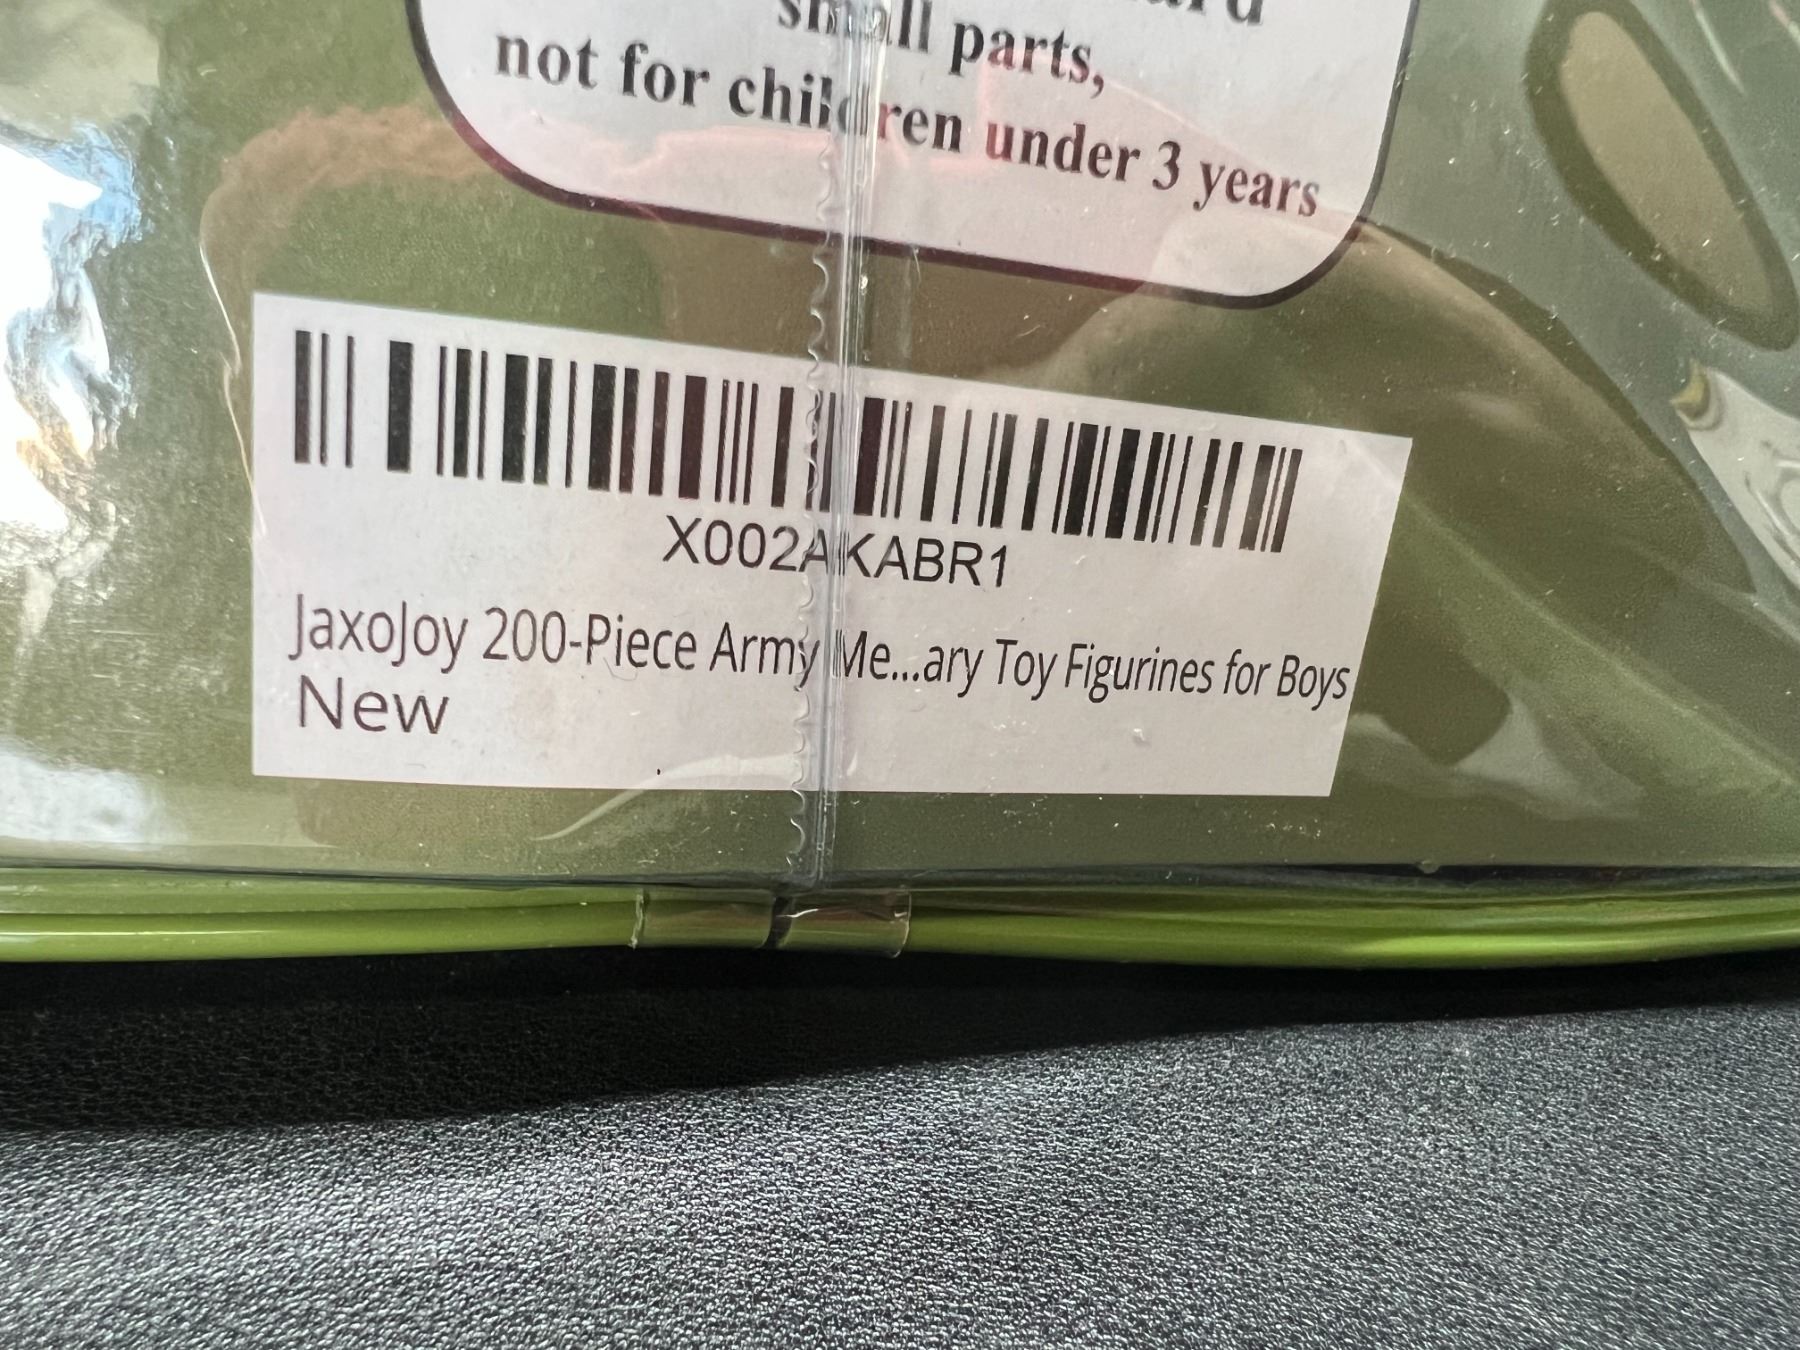 small parts,
not for children under 3 years
X002AKABR1
JaxoJoy 200-Piece Army Me...ary Toy Figurines for Boys
New